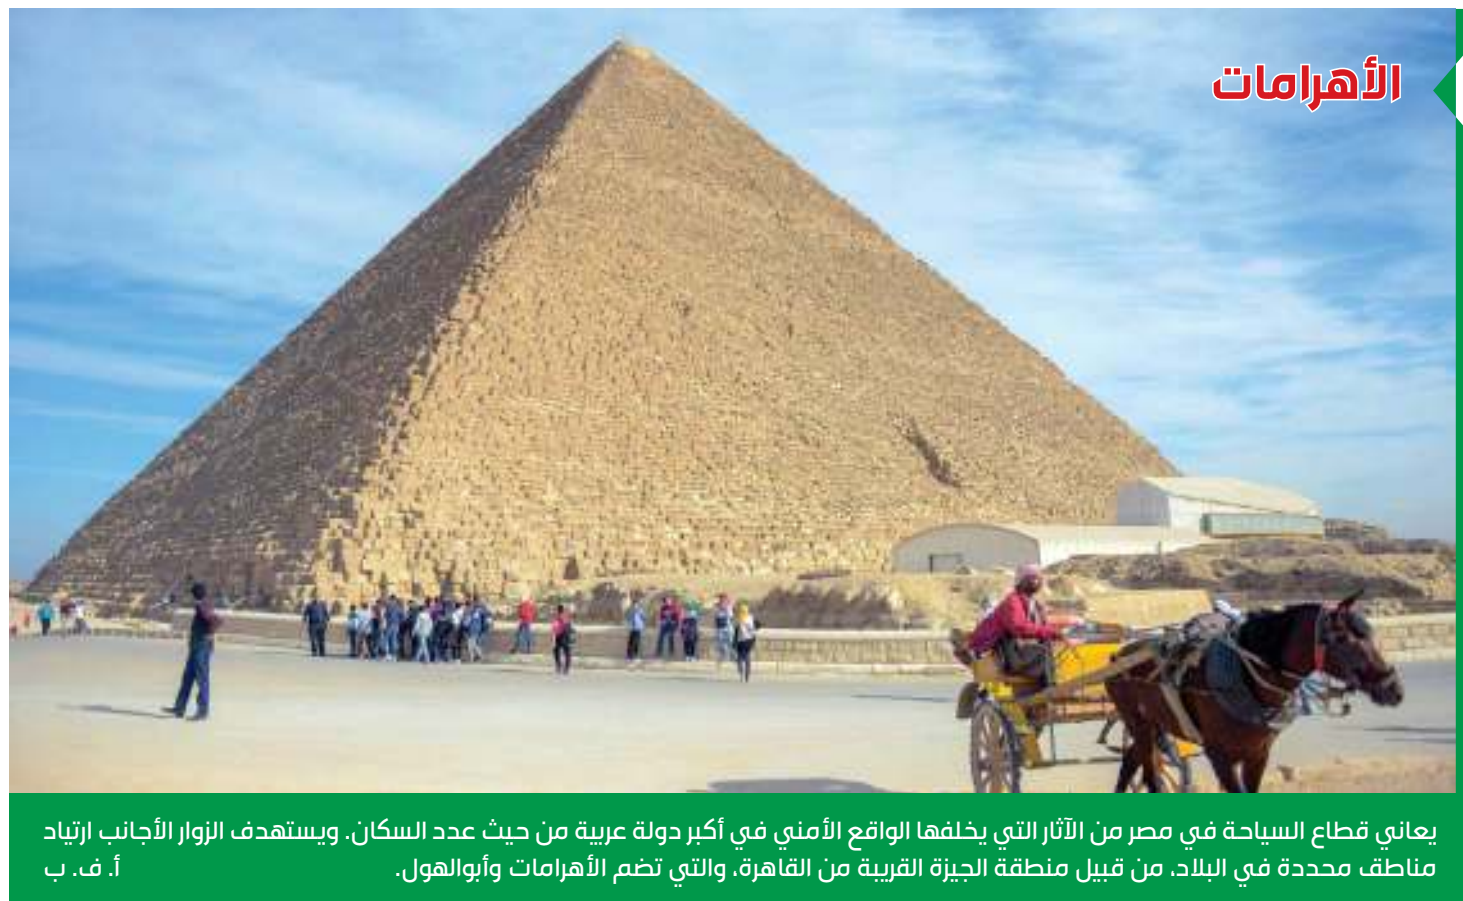 الأهرامات
يعاني قطاع السياحة في مصر من الآثار التي يخلفها الواقع الأمني في أكبر دولة عربية من حيث عدد السكان. ويستهدف الزوار الأجانب ارتياد
مناطق محددة في البلاد، من قبيل منطقة الجيزة القريبة من القاهرة، والتي تضم الأهرامات وأبوالهول. أ. ف. ب